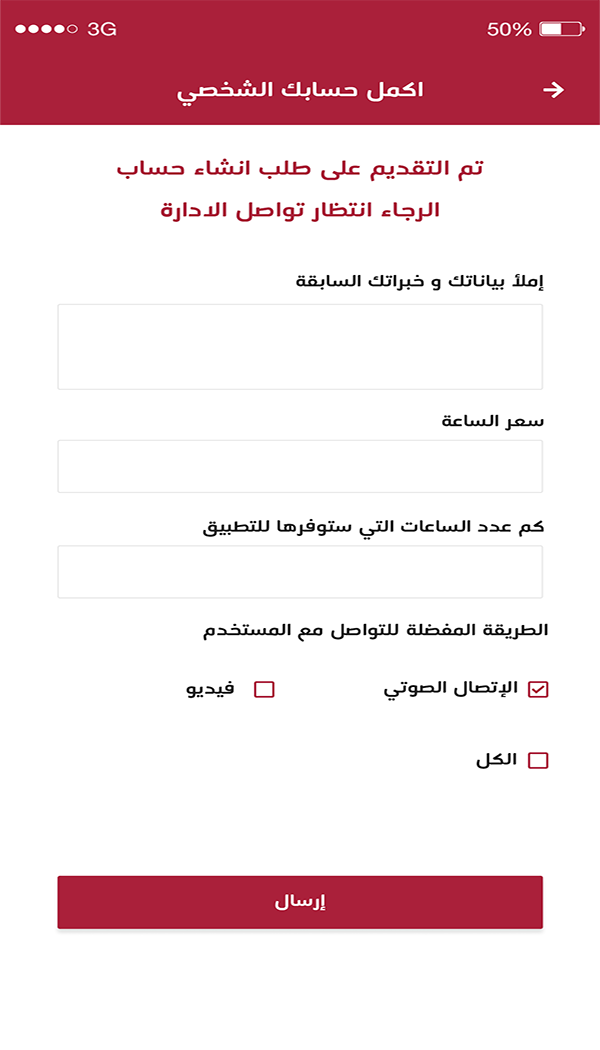 3G
50%
اكمل حسابك الشخصي
تم التقديم على طلب انشاء حساب
الرجاء انتظار تواصل الادارة
إملأ بياناتك و خبراتك السابقة
سعر الساعة
كم عدد الساعات التي ستوفرها للتطبيق
الطريقة المفضلة للتواصل مع المستخدم
الإتصال الصوتي
فيديو
الكل
إرسال